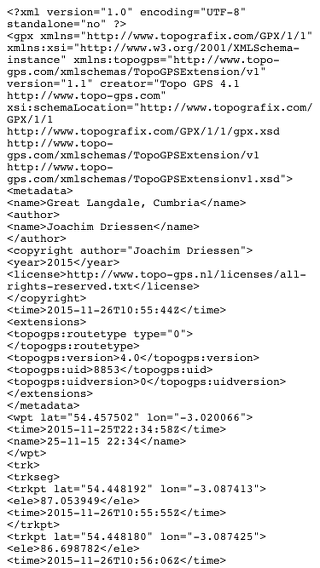 <?xml version="1.0" encoding="UTF-8"
standalone="no" ?>
<gpx xmlns="http://www.topografix.com/GPX/1/1"
xmlns:xsi="http://www.w3.org/2001/XMLSchema-
instance" xmlns:topogps="http://www.topo-
gps.com/xmlschemas/TopoGPSExtension/v1"
version="1.1" creator="Topo GPS 4.1
http://www.topo-gps.com"
xsi:schemaLocation="http://www.topografix.com/
GPX/1/1
http://www.topografix.com/GPX/1/1/gpx.xsd
http://www.topo-
gps.com/xmlschemas/TopoGPSExtension/v1
http://www.topo-
gps.com/xmlschemas/TopoGPSExtensionv1.xsd">
<metadata>
<name>Great Langdale, Cumbria</name>
<author>
<name>Joachim Driessen</name>
</author>
<copyright author="Joachim Driessen">
<year>2015</year>
<license>http://www.topo-gps.nl/licenses/all-
rights-reserved.txt</license>
</copyright>
<time>2015-11-26T10:55:44Z</time>
<extensions>
<topogps:routetype type="0">
</topogps:routetype>
<topogps:version>4.0</topogps:version>
<topogps:uid>8853</topogps:uid>
<topogps:uidversion>0</topogps:uidversion>
</extensions>
</metadata>
<wpt lat="54.457502" lon="-3.020066">
<time>2015-11-25T22:34:58Z</time>
<name>25-11-15 22:34</name>
</wpt>
<trk>
<trkseg>
<trkpt lat="54.448192" lon="-3.087413">
<ele>87.053949</ele>
<time>2015-11-26T10:55:55Z</time>
</trkpt>
<trkpt lat="54.448180" lon="-3.087425">
<ele>86.698782</ele>
<time>2015-11-26T10:56:06Z</time>